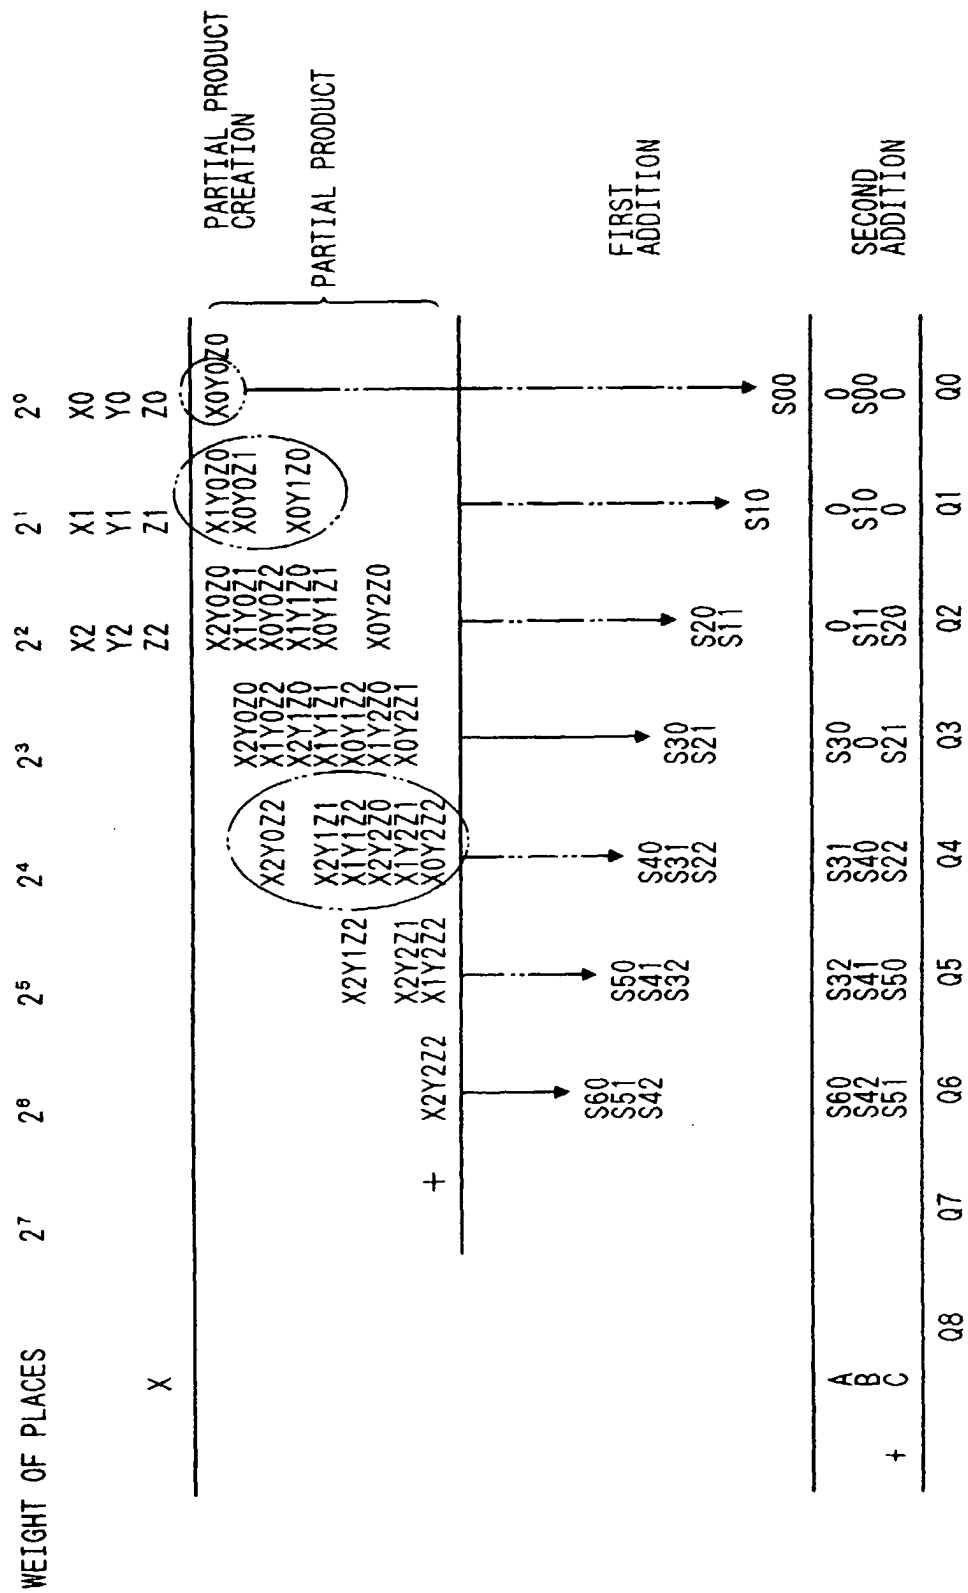 WEIGHT OF PLACES 2⁷ 2⁶ 2⁵ 2⁴ 2³ 2² 2¹ 2⁰
X2 X1 X0
Y2 Y1 Y0
X Z2 Z1 Z0
X2Y0Z0 X1Y0Z0 X0Y0Z0 PARTIAL PRODUCT
X2Y0Z0 X1Y0Z1 X0Y0Z1 CREATION
X2Y0Z2 X1Y0Z2 X0Y0Z2
X2Y1Z0 X1Y1Z0 X0Y1Z0
X2Y1Z1 X1Y1Z1 X0Y1Z1 PARTIAL PRODUCT
X2Y1Z2 X1Y1Z2 X0Y1Z2
X2Y2Z0 X1Y2Z0 X0Y2Z0
X2Y2Z1 X1Y2Z1 X0Y2Z1
+ X2Y2Z2 X1Y2Z2 X0Y2Z2
S60
S51 S50 FIRST
S42 S41 S40 ADDITION
S32 S31 S30
S22 S21 S20
S11
S10
S00
A S60 S32 S31 S30 0 0 0
B S42 S41 S40 0 S11 S10 S00 SECOND
+ C S51 S50 S22 S21 S20 0 0 ADDITION
Q8 Q7 Q6 Q5 Q4 Q3 Q2 Q1 Q0